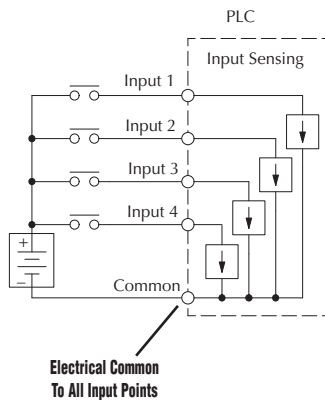 PLC
Input Sensing
Input 1
Input 2
Input 3
Input 4
+
–
Common
Electrical Common
To All Input Points